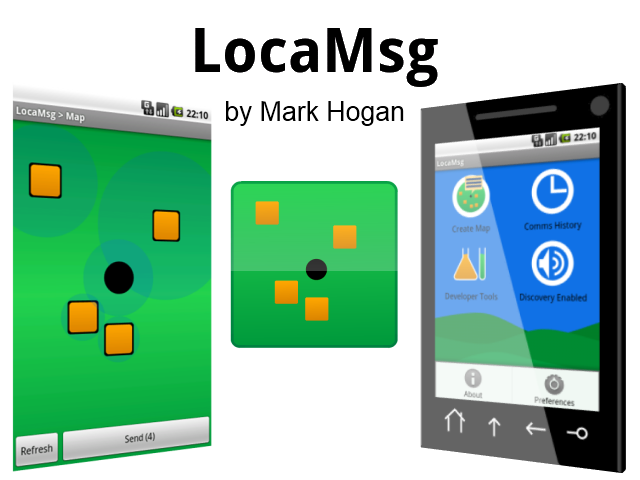 LocaMsg
by Mark Hogan
LocaMsg > Map
22:10
Refresh
Send (4)
22:10
LocaMsg
Create Map
Comms History
Developer Tools
Discovery Enabled
About
Preferences